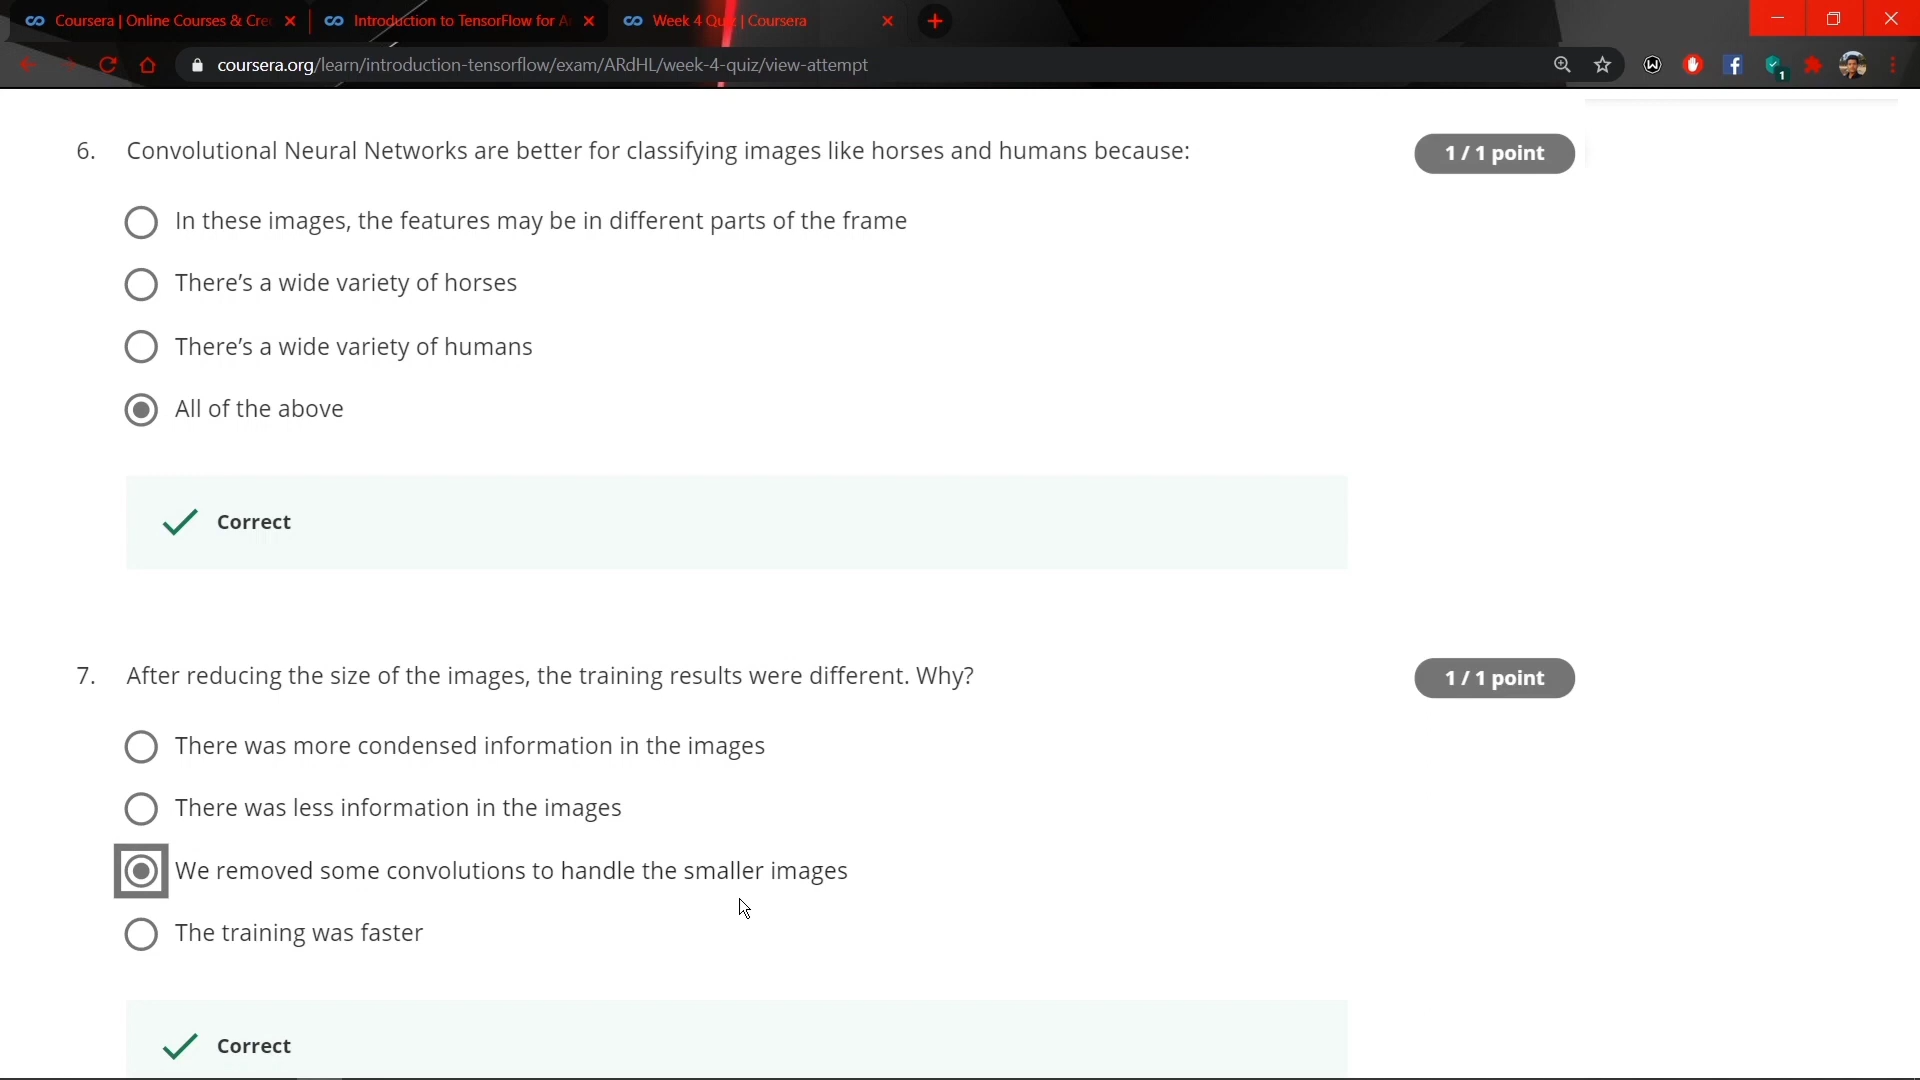 Coursera | Online Courses & Cre
Introduction to TensorFlow for A
Week 4 Quiz | Coursera
coursera.org/learn/introduction-tensorflow/exam/ARdHL/week-4-quiz/view-attempt
1
6. Convolutional Neural Networks are better for classifying images like horses and humans because:
1 / 1 point
In these images, the features may be in different parts of the frame
There’s a wide variety of horses
There’s a wide variety of humans
All of the above
Correct
7. After reducing the size of the images, the training results were different. Why?
1 / 1 point
There was more condensed information in the images
There was less information in the images
We removed some convolutions to handle the smaller images
The training was faster
Correct